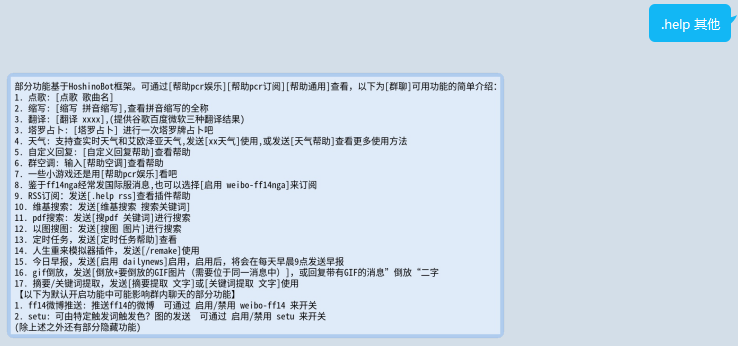 .help 其他
部分功能基于HoshinoBot框架。可通过[帮助pcr娱乐][帮助pcr订阅][帮助通用]查看，以下为[群聊]可用功能的简单介绍:
1. 点歌: [点歌 歌曲名]
2. 缩写: [缩写 拼音缩写],查看拼音缩写的全称
3. 翻译: [翻译 xxxx],(提供谷歌百度微软三种翻译结果)
3. 塔罗占卜: [塔罗占卜] 进行一次塔罗牌占卜吧
4. 天气: 支持查实时天气和艾欧泽亚天气,发送[xx天气]使用,或发送[天气帮助]查看更多使用方法
5. 自定义回复: [自定义回复帮助]查看帮助
6. 群空调: 输入[帮助空调]查看帮助
7. 一些小游戏还是用[帮助娱乐]看吧
8. 鉴于ff14nga经常发国际服消息,也可以选择[启用 weibo-ff14nga]来订阅
9. RSS订阅: 发送[.help rss]查看插件帮助
10. 维基搜索: 发送[维基搜索 搜索关键词]
11. pdf搜索: 发送[搜pdf 关键词]进行搜索
12. 以图搜图: 发送[搜图 图片]进行搜索
13. 定时任务, 发送[定时任务帮助]查看
14. 人生重来模拟器插件, 发送[/remake]使用
15. 今日早报, 发送[启用 dailynews]启用，启用后，将会在每天早晨9点发送早报
16. gif倒放, 发送[倒放+要倒放的GIF图片（需要位于同一消息中）]，或回复带有GIF的消息”倒放“二字
17. 摘要/关键词提取, 发送[摘要提取 文字]或[关键词提取 文字]使用
【以下为默认开启功能中可能影响群内聊天的部分功能】
1. ff14微博推送: 推送ff14的微博 可通过 启用/禁用 weibo-ff14 来开关
2. setu: 可由特定触发词触发色? 图的发送 可通过 启用/禁用 setu 来开关
(除上述之外还有部分隐藏功能)